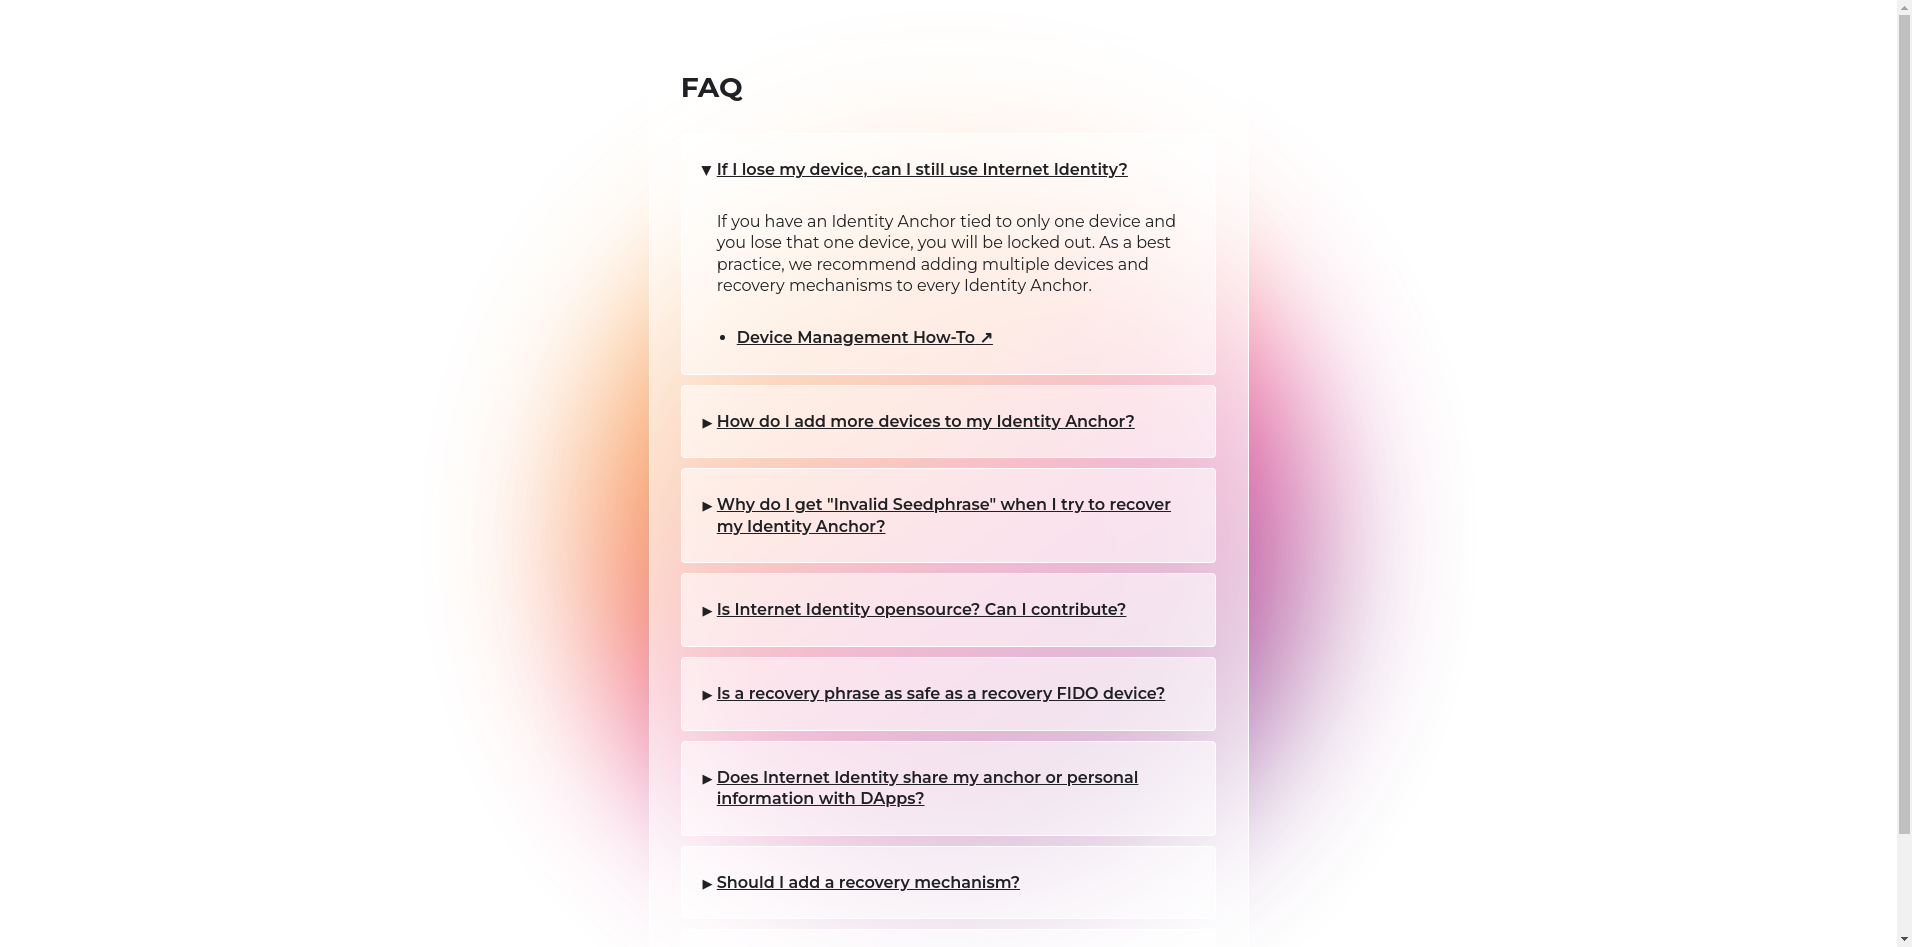 FAQ
▼ If I lose my device, can I still use Internet Identity?
If you have an Identity Anchor tied to only one device and
you lose that one device, you will be locked out. As a best
practice, we recommend adding multiple devices and
recovery mechanisms to every Identity Anchor.
• Device Management How-To ↗
▶ How do I add more devices to my Identity Anchor?
▶ Why do I get "Invalid Seedphrase" when I try to recover
my Identity Anchor?
▶ Is Internet Identity opensource? Can I contribute?
▶ Is a recovery phrase as safe as a recovery FIDO device?
▶ Does Internet Identity share my anchor or personal
information with DApps?
▶ Should I add a recovery mechanism?